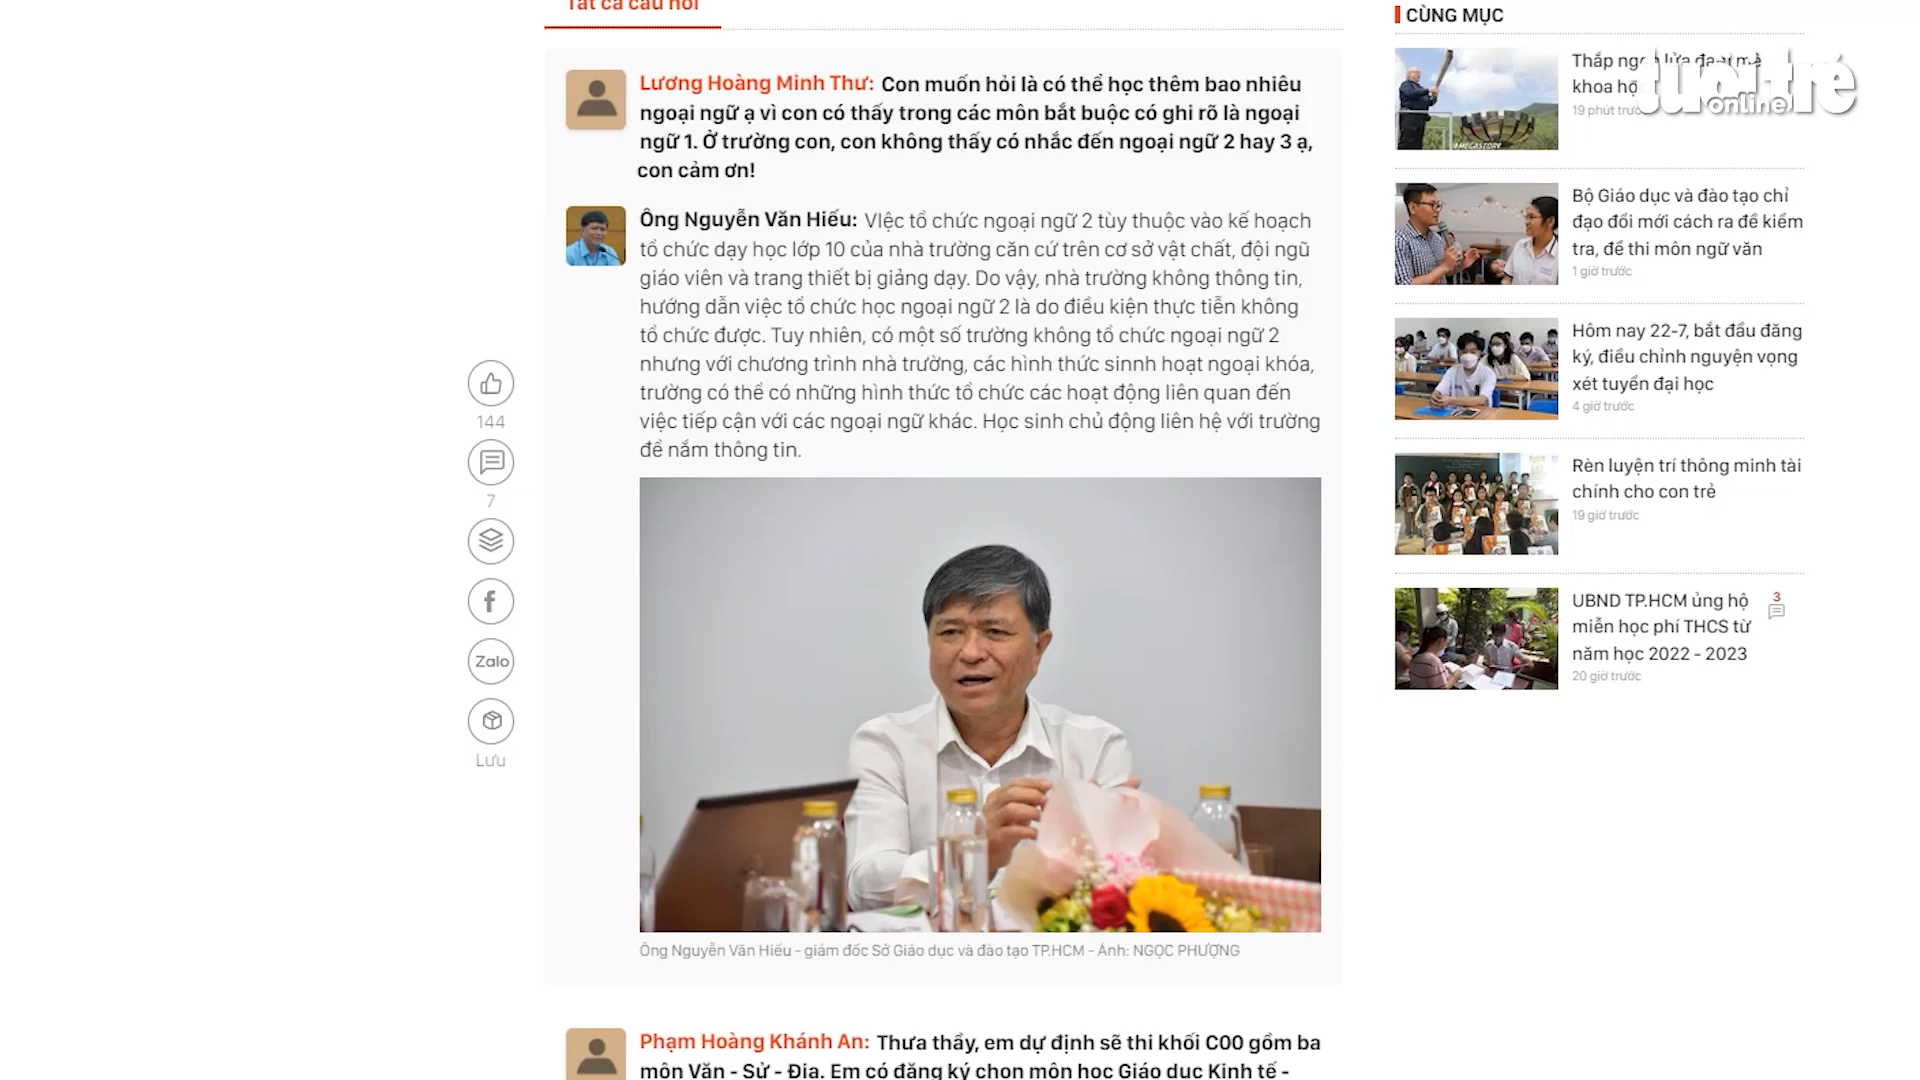 Tất cả câu hỏi
Lương Hoàng Minh Thư: Con muốn hỏi là có thể học thêm bao nhiêu
ngoại ngữ ạ vì con có thấy trong các môn bắt buộc có ghi rõ là ngoại
ngữ 1. Ở trường con, con không thấy có nhắc đến ngoại ngữ 2 hay 3 ạ,
con cảm ơn!
Ông Nguyễn Văn Hiếu: VIệc tổ chức ngoại ngữ 2 tùy thuộc vào kế hoạch
tổ chức dạy học lớp 10 của nhà trường căn cứ trên cơ sở vật chất, đội ngũ
giáo viên và trang thiết bị giảng dạy. Do vậy, nhà trường không thông tin,
hướng dẫn việc tổ chức học ngoại ngữ 2 là do điều kiện thực tiễn không
tổ chức được. Tuy nhiên, có một số trường không tổ chức ngoại ngữ 2
nhưng với chương trình nhà trường, các hình thức sinnh hoạt ngoại khóa,
trường có thể có những hình thức tổ chức các hoạt động liên quan đến
việc tiếp cận với các ngoại ngữ khác. Học sinh chủ động liên hệ với trường
để nắm thông tin.
144
7
Zalo
Lưu
Ông Nguyễn Văn Hiếu - giám đốc Sở Giáo dục và đào tạo TP.HCM - Ảnh: NGỌC PHƯỢNG
Phạm Hoàng Khánh An: Thưa thầy, em dự định sẽ thi khối C00 gồm ba
môn Văn - Sử - Địa. Em có đăng ký chọn môn học Giáo dục Kinh tế -
CÙNG MỤC
tuổi trẻ
online
Thắp ngọn lửa đam mê
khoa học
19 phút trước
#MEGASTORY
Bộ Giáo dục và đào tạo chỉ
đạo đổi mới cách ra đề kiểm
tra, đề thi môn ngữ văn
1 giờ trước
Hôm nay 22-7, bắt đầu đăng
ký, điều chỉnh nguyện vọng
xét tuyển đại học
4 giờ trước
Rèn luyện trí thông minh tài
chính cho con trẻ
19 giờ trước
UBND TP.HCM ủng hộ
miễn học phí THCS từ
năm học 2022 - 2023
3
20 giờ trước